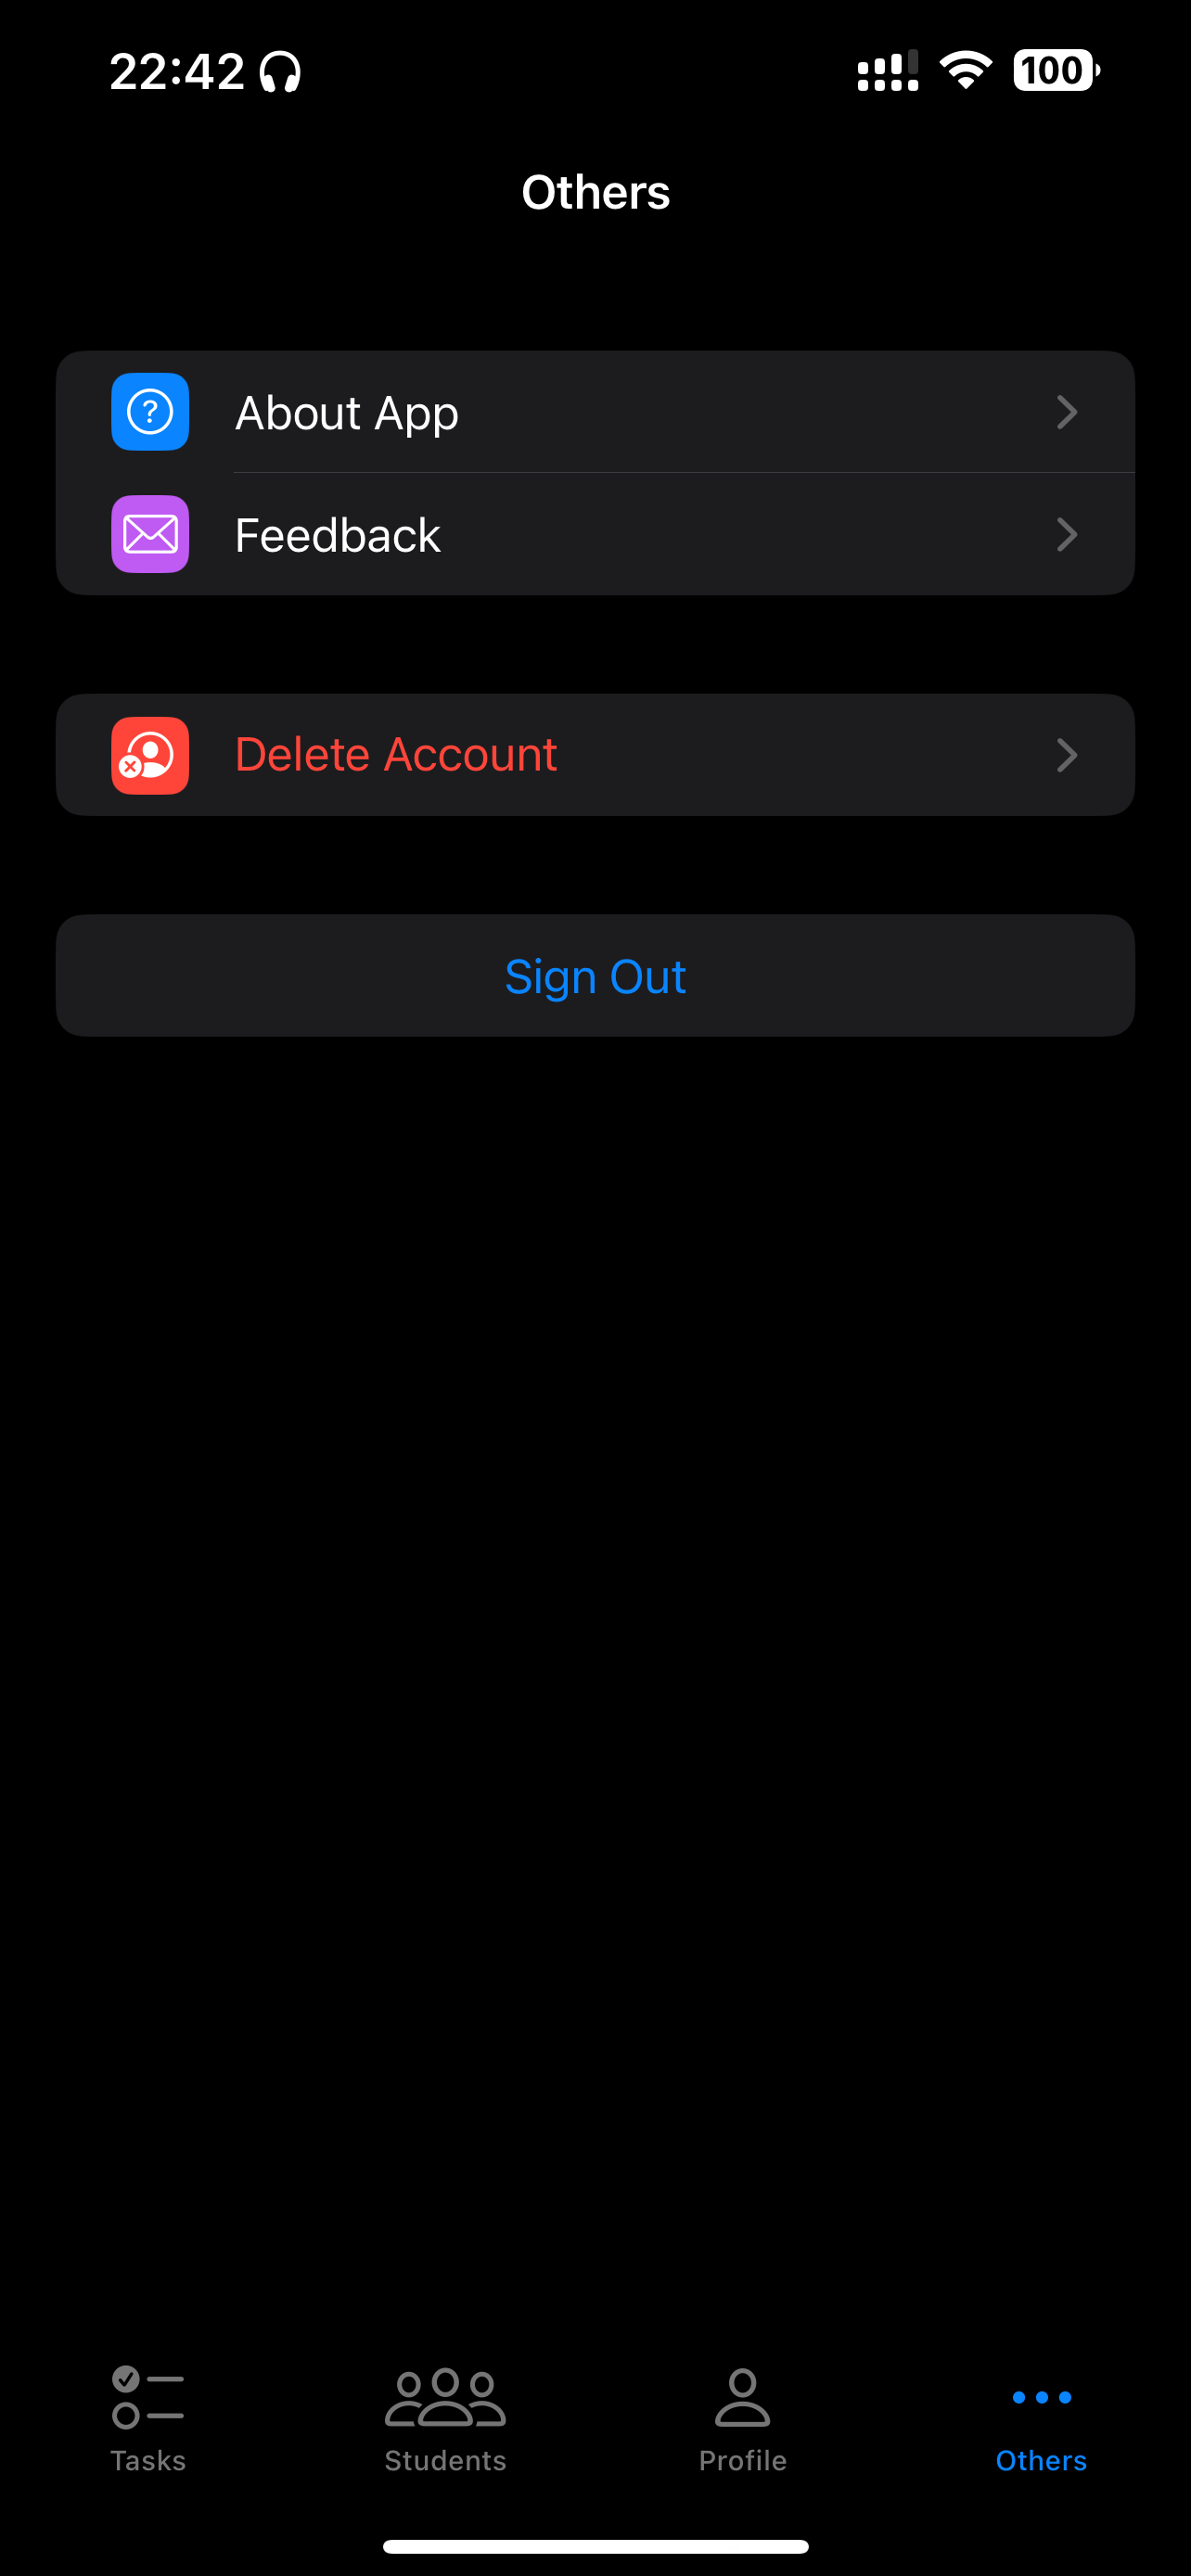 22:42
100
Others
About App
Feedback
Delete Account
Sign Out
Tasks
Students
Profile
Others